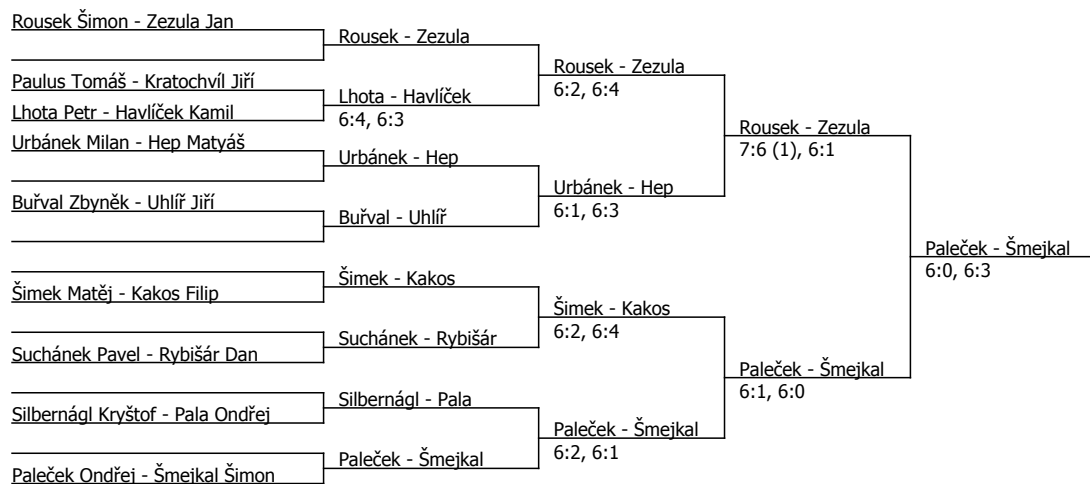 Rousek Šimon - Zezula Jan
Paulus Tomáš - Kratochvíl Jiří
Lhota Petr - Havlíček Kamil
Urbánek Milan - Hep Matyáš
Buřval Zbyněk - Uhlíř Jiří
Šimek Matěj - Kakos Filip
Suchánek Pavel - Rybišár Dan
Silbernágl Kryštof - Pala Ondřej
Paleček Ondřej - Šmejkal Šimon
Rousek - Zezula
Lhota - Havlíček
6:4, 6:3
Urbánek - Hep
Buřval - Uhlíř
Šimek - Kakos
Suchánek - Rybišár
Silbernágl - Pala
Paleček - Šmejkal
Rousek - Zezula
6:2, 6:4
Urbánek - Hep
6:1, 6:3
Šimek - Kakos
6:2, 6:4
Paleček - Šmejkal
6:2, 6:1
Rousek - Zezula
7:6 (1), 6:1
Paleček - Šmejkal
6:1, 6:0
Paleček - Šmejkal
6:0, 6:3